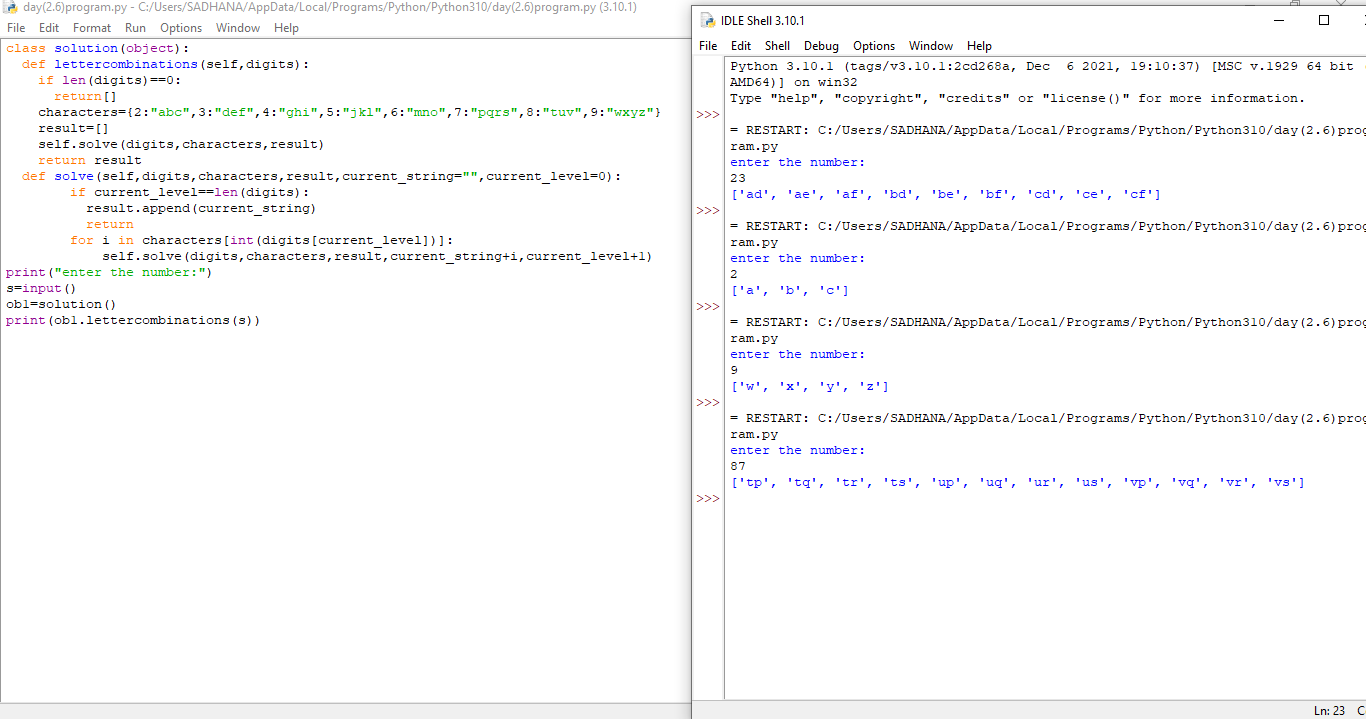 day(2.6)program.py - C:/Users/SADHANA/AppData/Local/Programs/Python/Python310/day(2.6)program.py (3.10.1)
File Edit Format Run Options Window Help
class solution(object):
  def lettercombinations(self,digits):
    if len(digits)==0:
      return[]
    characters={2:"abc",3:"def",4:"ghi",5:"jkl",6:"mno",7:"pqrs",8:"tuv",9:"wxyz"}
    result=[]
    self.solve(digits,characters,result)
    return result
  def solve(self,digits,characters,result,current_string="",current_level=0):
        if current_level==len(digits):
          result.append(current_string)
          return
        for i in characters[int(digits[current_level])]:
            self.solve(digits,characters,result,current_string+i,current_level+1)
print("enter the number:")
s=input()
ob1=solution()
print(ob1.lettercombinations(s))
IDLE Shell 3.10.1
File Edit Shell Debug Options Window Help
Python 3.10.1 (tags/v3.10.1:2cd268a, Dec  6 2021, 19:10:37) [MSC v.1929 64 bit (
AMD64)] on win32
Type "help", "copyright", "credits" or "license()" for more information.
>>>
= RESTART: C:/Users/SADHANA/AppData/Local/Programs/Python/Python310/day(2.6)prog
ram.py
enter the number:
23
['ad', 'ae', 'af', 'bd', 'be', 'bf', 'cd', 'ce', 'cf']
>>>
= RESTART: C:/Users/SADHANA/AppData/Local/Programs/Python/Python310/day(2.6)prog
ram.py
enter the number:
2
['a', 'b', 'c']
>>>
= RESTART: C:/Users/SADHANA/AppData/Local/Programs/Python/Python310/day(2.6)prog
ram.py
enter the number:
9
['w', 'x', 'y', 'z']
>>>
= RESTART: C:/Users/SADHANA/AppData/Local/Programs/Python/Python310/day(2.6)prog
ram.py
enter the number:
87
['tp', 'tq', 'tr', 'ts', 'up', 'uq', 'ur', 'us', 'vp', 'vq', 'vr', 'vs']
>>>
Ln: 23 C